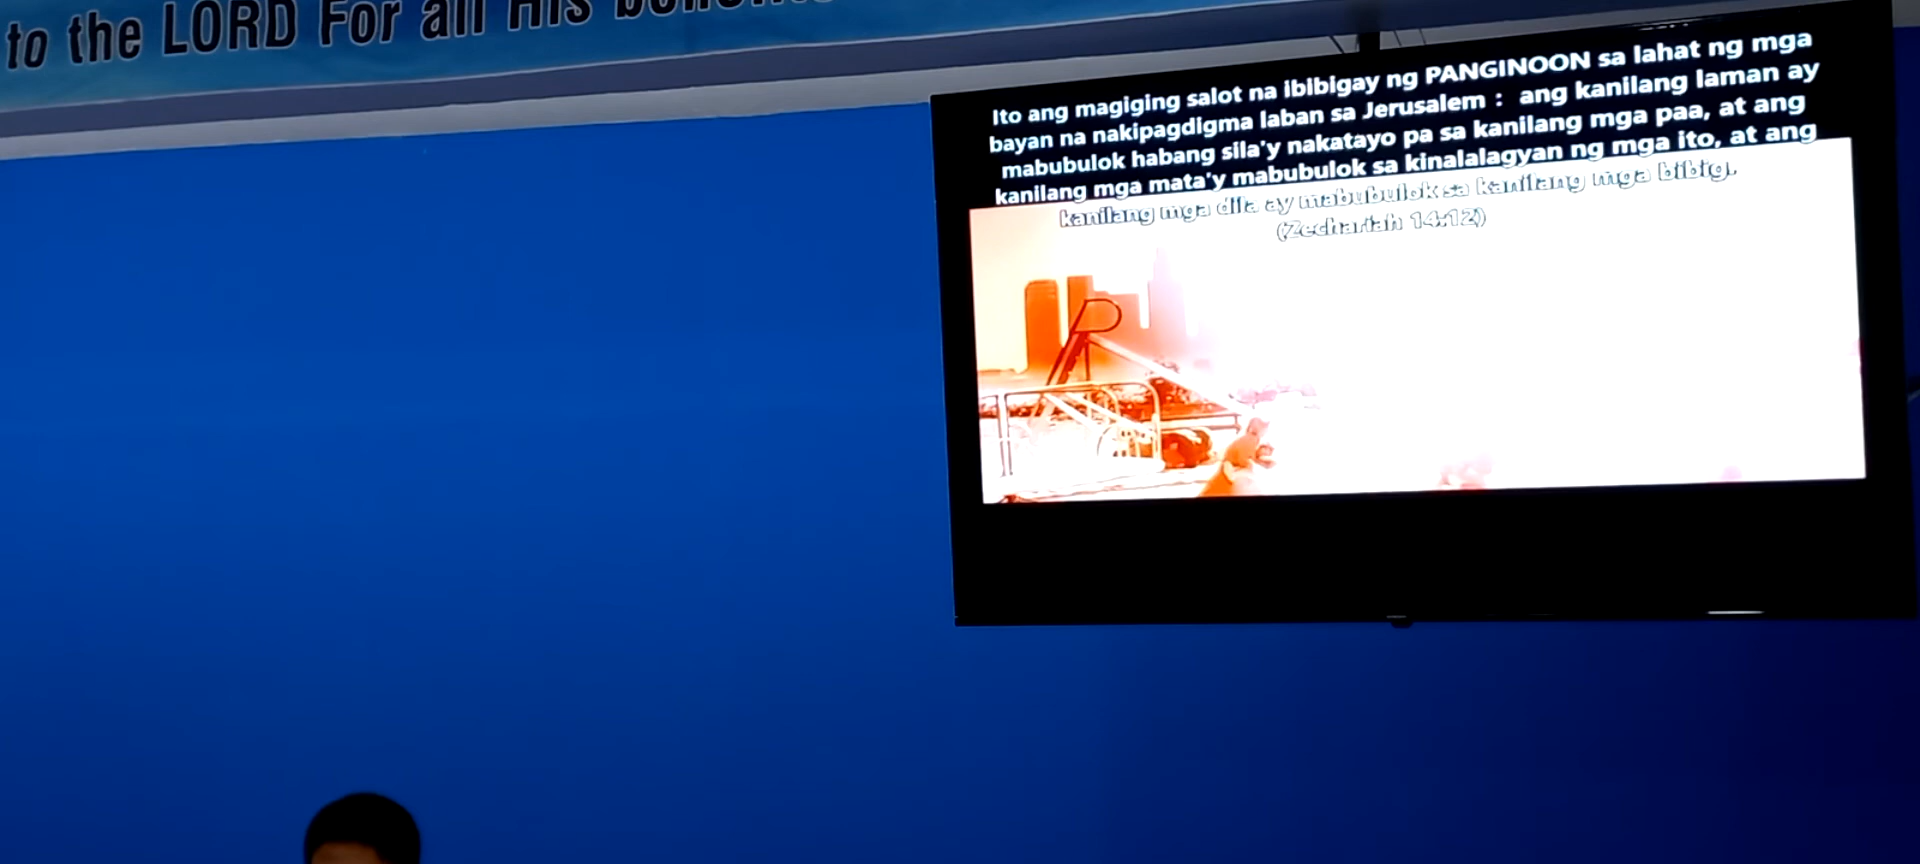 to the LORD For all His
Ito ang magiging salot na ibibigay ng PANGINOON sa lahat ng mga
bayan na nakipagdigma laban sa Jerusalem : ang kanilang laman ay
mabubulok habang sila'y nakatayo pa sa kanilang mga paa, at ang
kanilang mga mata'y mabubulok sa kinalalagyan ng mga ito, at ang
kanilang mga dila ay mabubulok sa kanilang mga bibig.
(Zechariah 14:12)